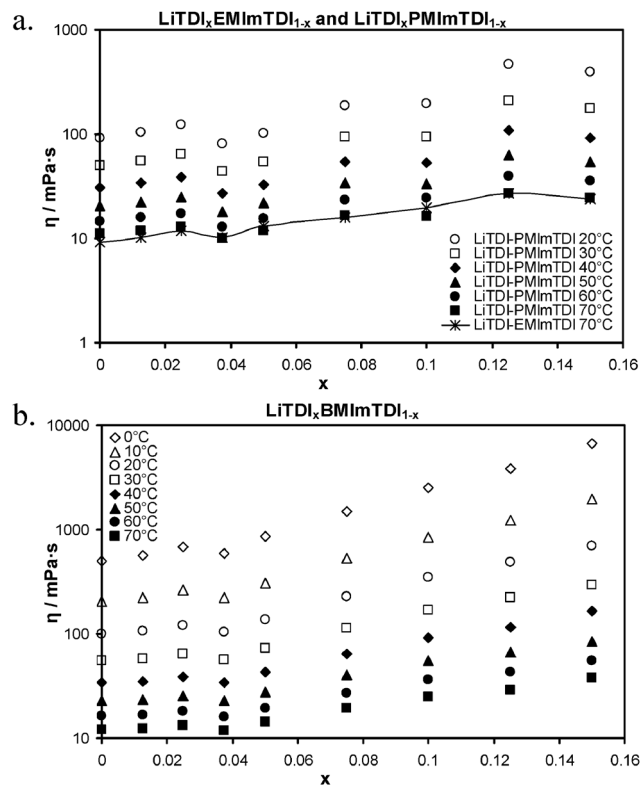 a.
LiTDIₓEMImTDI₁₋ₓ and LiTDIₓPMImTDI₁₋ₓ
1000
100
10
1
η / mPa·s
LiTDI-PMImTDI 20°C
LiTDI-PMImTDI 30°C
LiTDI-PMImTDI 40°C
LiTDI-PMImTDI 50°C
LiTDI-PMImTDI 60°C
LiTDI-PMImTDI 70°C
LiTDI-EMImTDI 70°C
0 0.02 0.04 0.06 0.08 0.1 0.12 0.14 0.16
x
b.
LiTDIₓBMImTDI₁₋ₓ
10000
1000
100
10
η / mPa·s
0°C
10°C
20°C
30°C
40°C
50°C
60°C
70°C
0 0.02 0.04 0.06 0.08 0.1 0.12 0.14 0.16
x